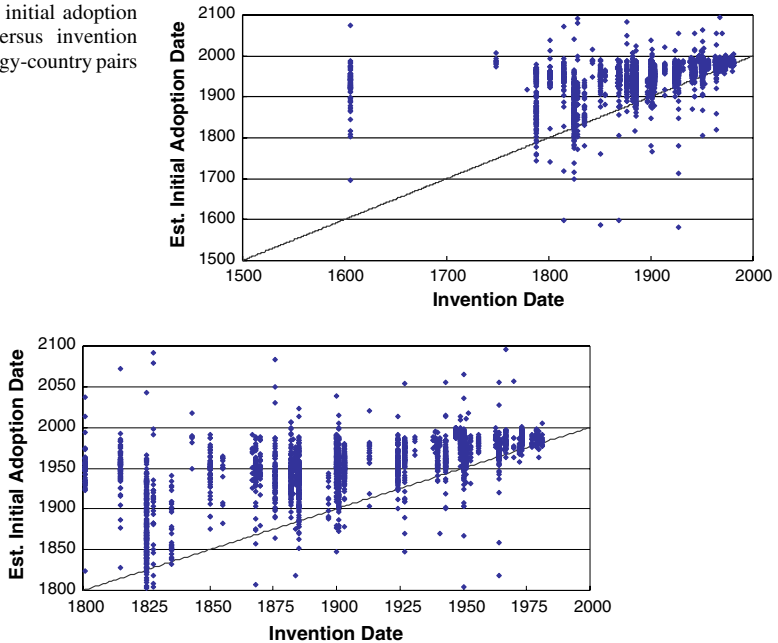 initial adoption
ersus invention
gy-country pairs
Est. Initial Adoption Date
2100
2000
1900
1800
1700
1600
1500
1500 1600 1700 1800 1900 2000
Invention Date
Est. Initial Adoption Date
2100
2050
2000
1950
1900
1850
1800
1800 1825 1850 1875 1900 1925 1950 1975 2000
Invention Date